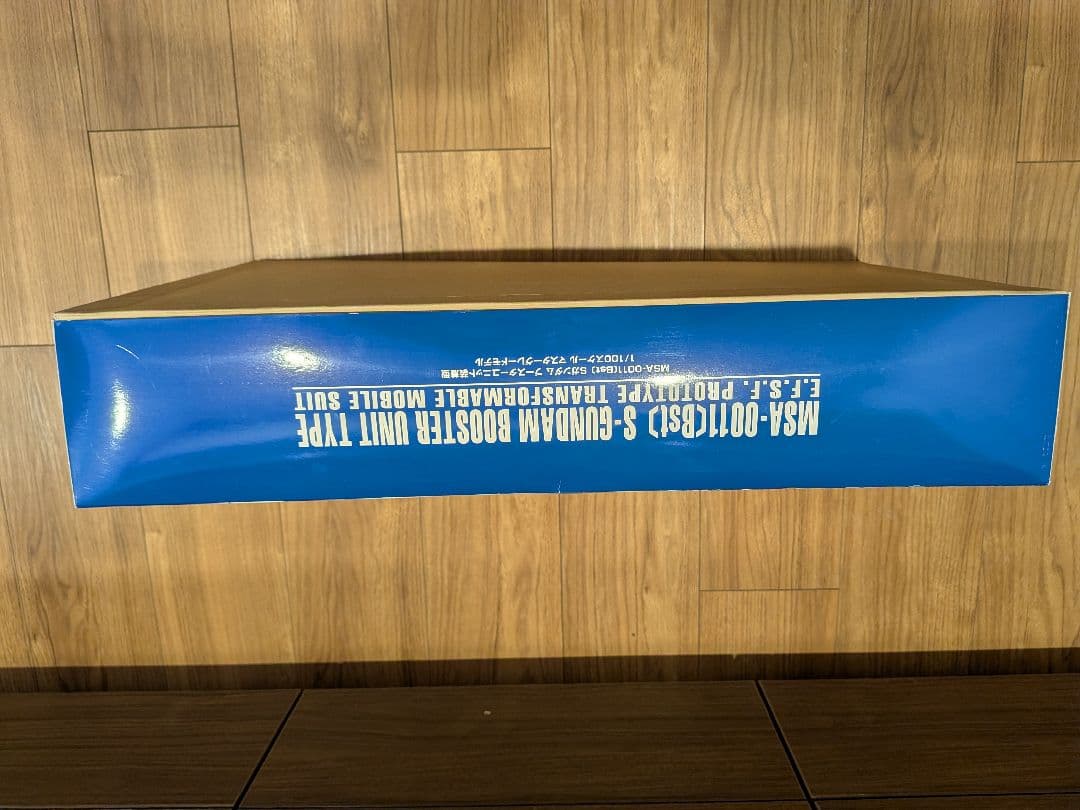 MSA-0011(Bst) S-GUNDAM BOOSTER UNIT TYPE
E.F.S.F. PROTOTYPE TRANSFORMABLE MOBILE SUIT
MSA-0011(Bst) Sガンダム ブースターユニット装着型
1/100スケール マスターグレードモデル